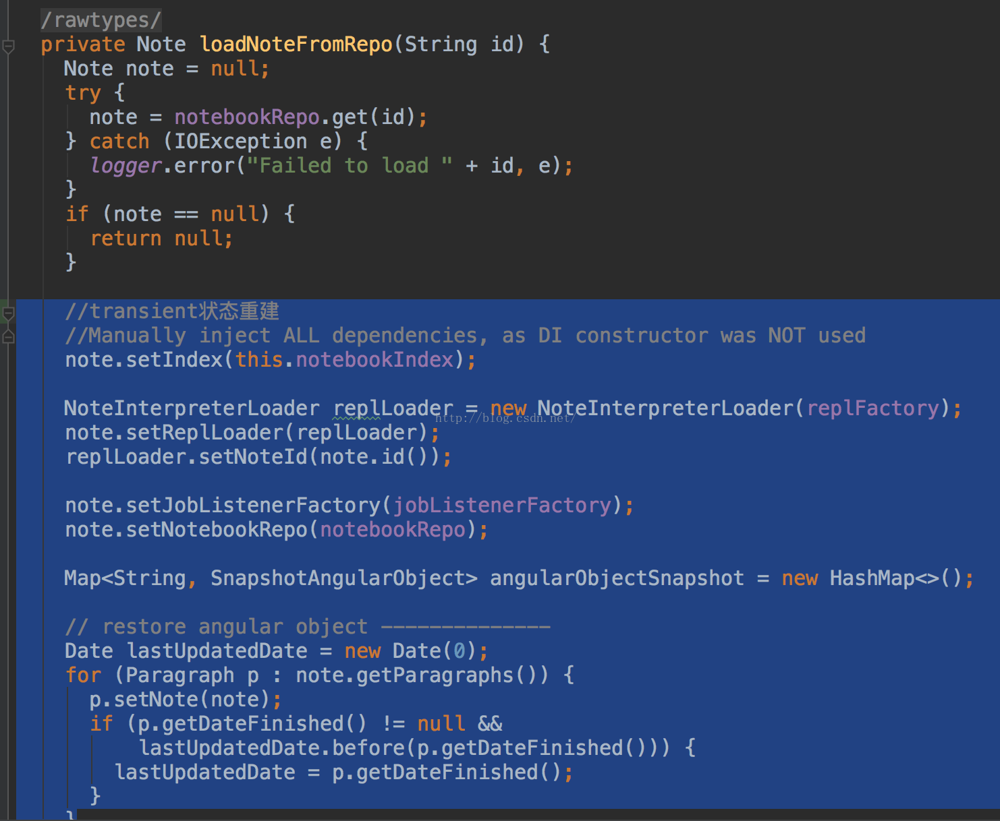 /rawtypes/
private Note loadNoteFromRepo(String id) {
  Note note = null;
  try {
    note = notebookRepo.get(id);
  } catch (IOException e) {
    logger.error("Failed to load " + id, e);
  }
  if (note == null) {
    return null;
  }

  //transient状态重建
  //Manually inject ALL dependencies, as DI constructor was NOT used
  note.setIndex(this.notebookIndex);

  NoteInterpreterLoader replLoader = new NoteInterpreterLoader(replFactory);
http://blog.csdn.net/
  note.setReplLoader(replLoader);
  replLoader.setNoteId(note.id());

  note.setJobListenerFactory(jobListenerFactory);
  note.setNotebookRepo(notebookRepo);

  Map<String, SnapshotAngularObject> angularObjectSnapshot = new HashMap<>();

  // restore angular object --------------
  Date lastUpdatedDate = new Date(0);
  for (Paragraph p : note.getParagraphs()) {
    p.setNote(note);
    if (p.getDateFinished() != null &&
        lastUpdatedDate.before(p.getDateFinished())) {
      lastUpdatedDate = p.getDateFinished();
    }
  }